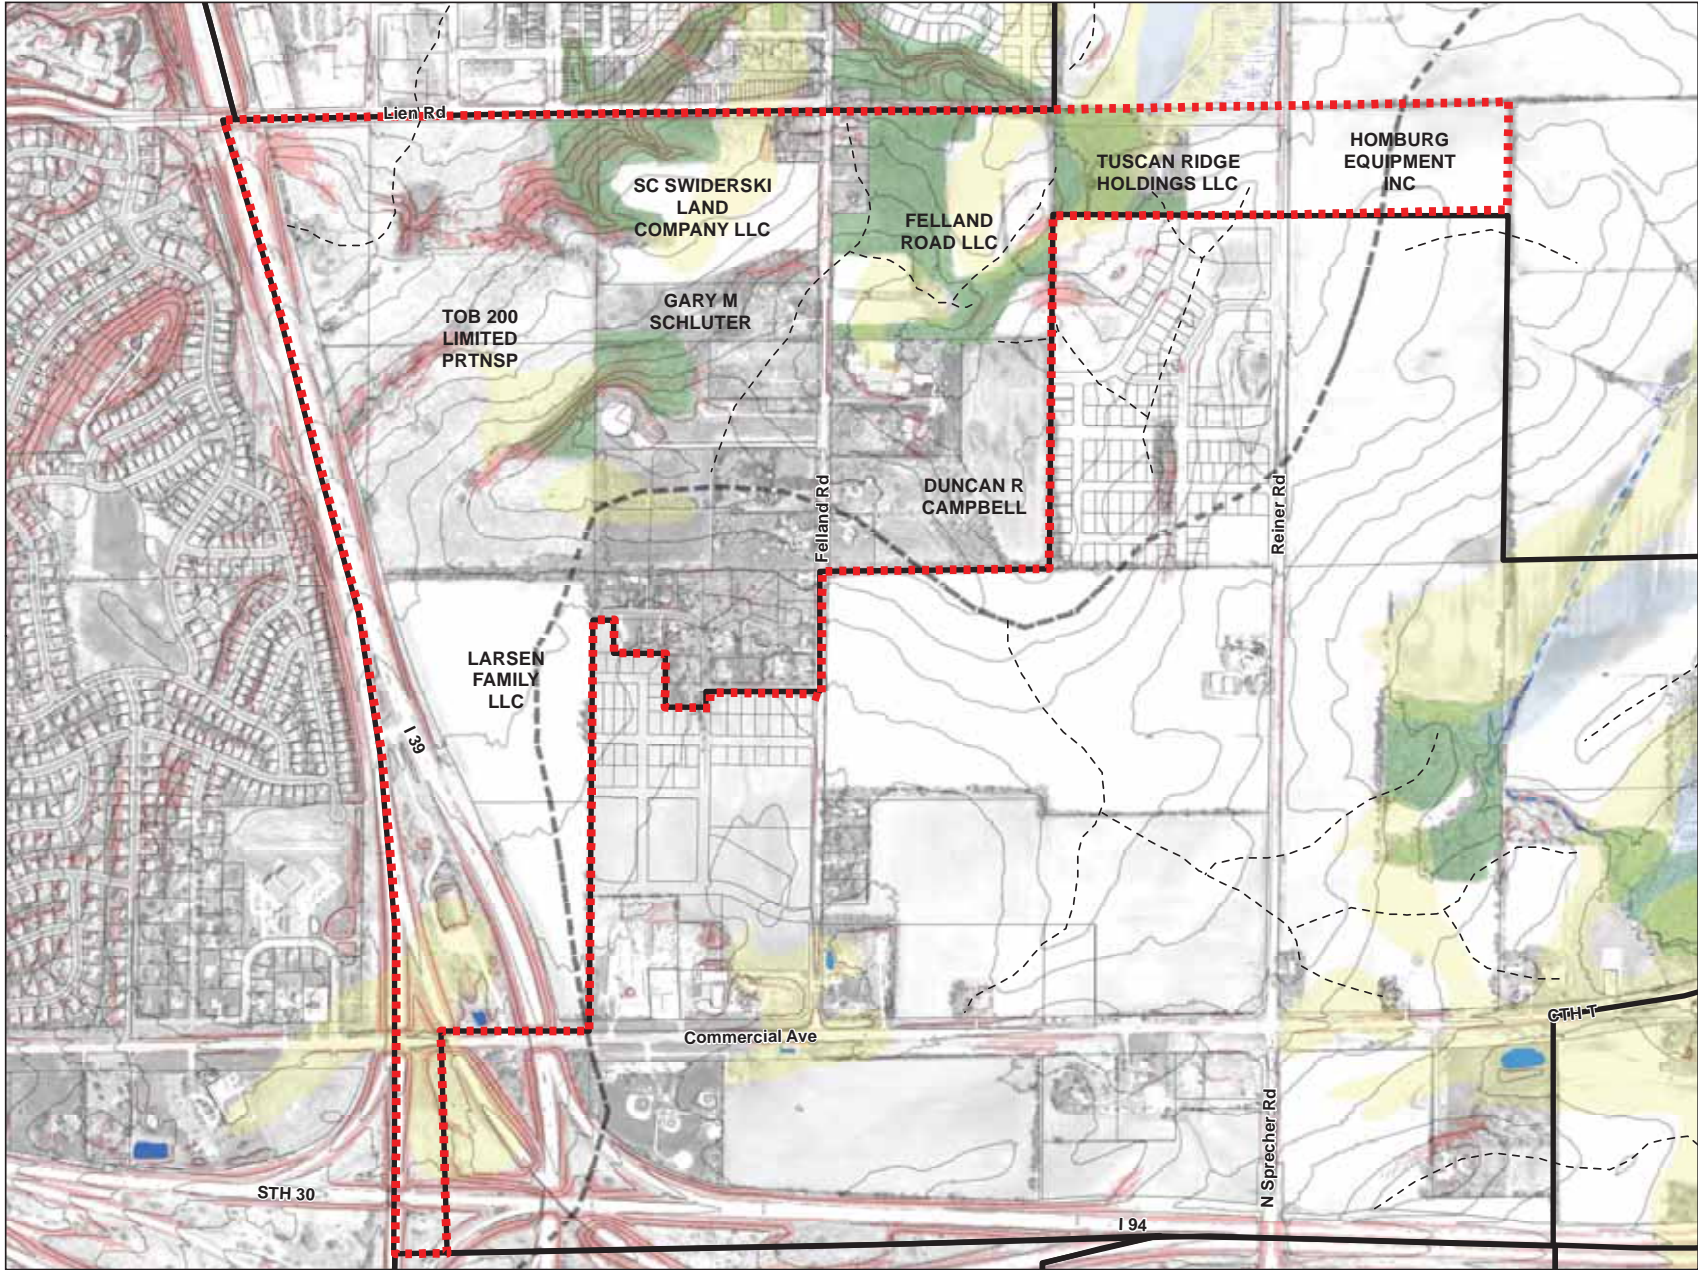 Lien Rd
HOMBURG
EQUIPMENT
INC
TUSCAN RIDGE
HOLDINGS LLC
SC SWIDERSKI
LAND
COMPANY LLC
FELLAND
ROAD LLC
GARY M
SCHLUTER
TOB 200
LIMITED
PRTNSP
DUNCAN R
CAMPBELL
Felland Rd
Reiner Rd
LARSEN
FAMILY
LLC
I 39
Commercial Ave
CTH T
N Sprecher Rd
STH 30
I 94